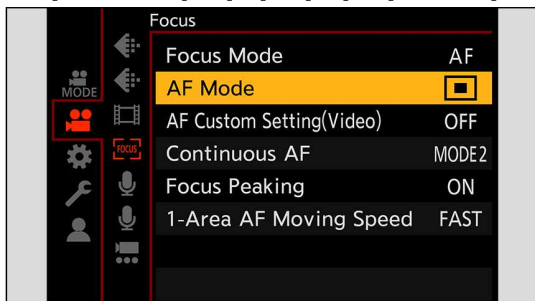 Focus
MODE
FOCUS
Focus Mode AF
AF Mode
AF Custom Setting(Video) OFF
Continuous AF MODE2
Focus Peaking ON
1-Area AF Moving Speed FAST